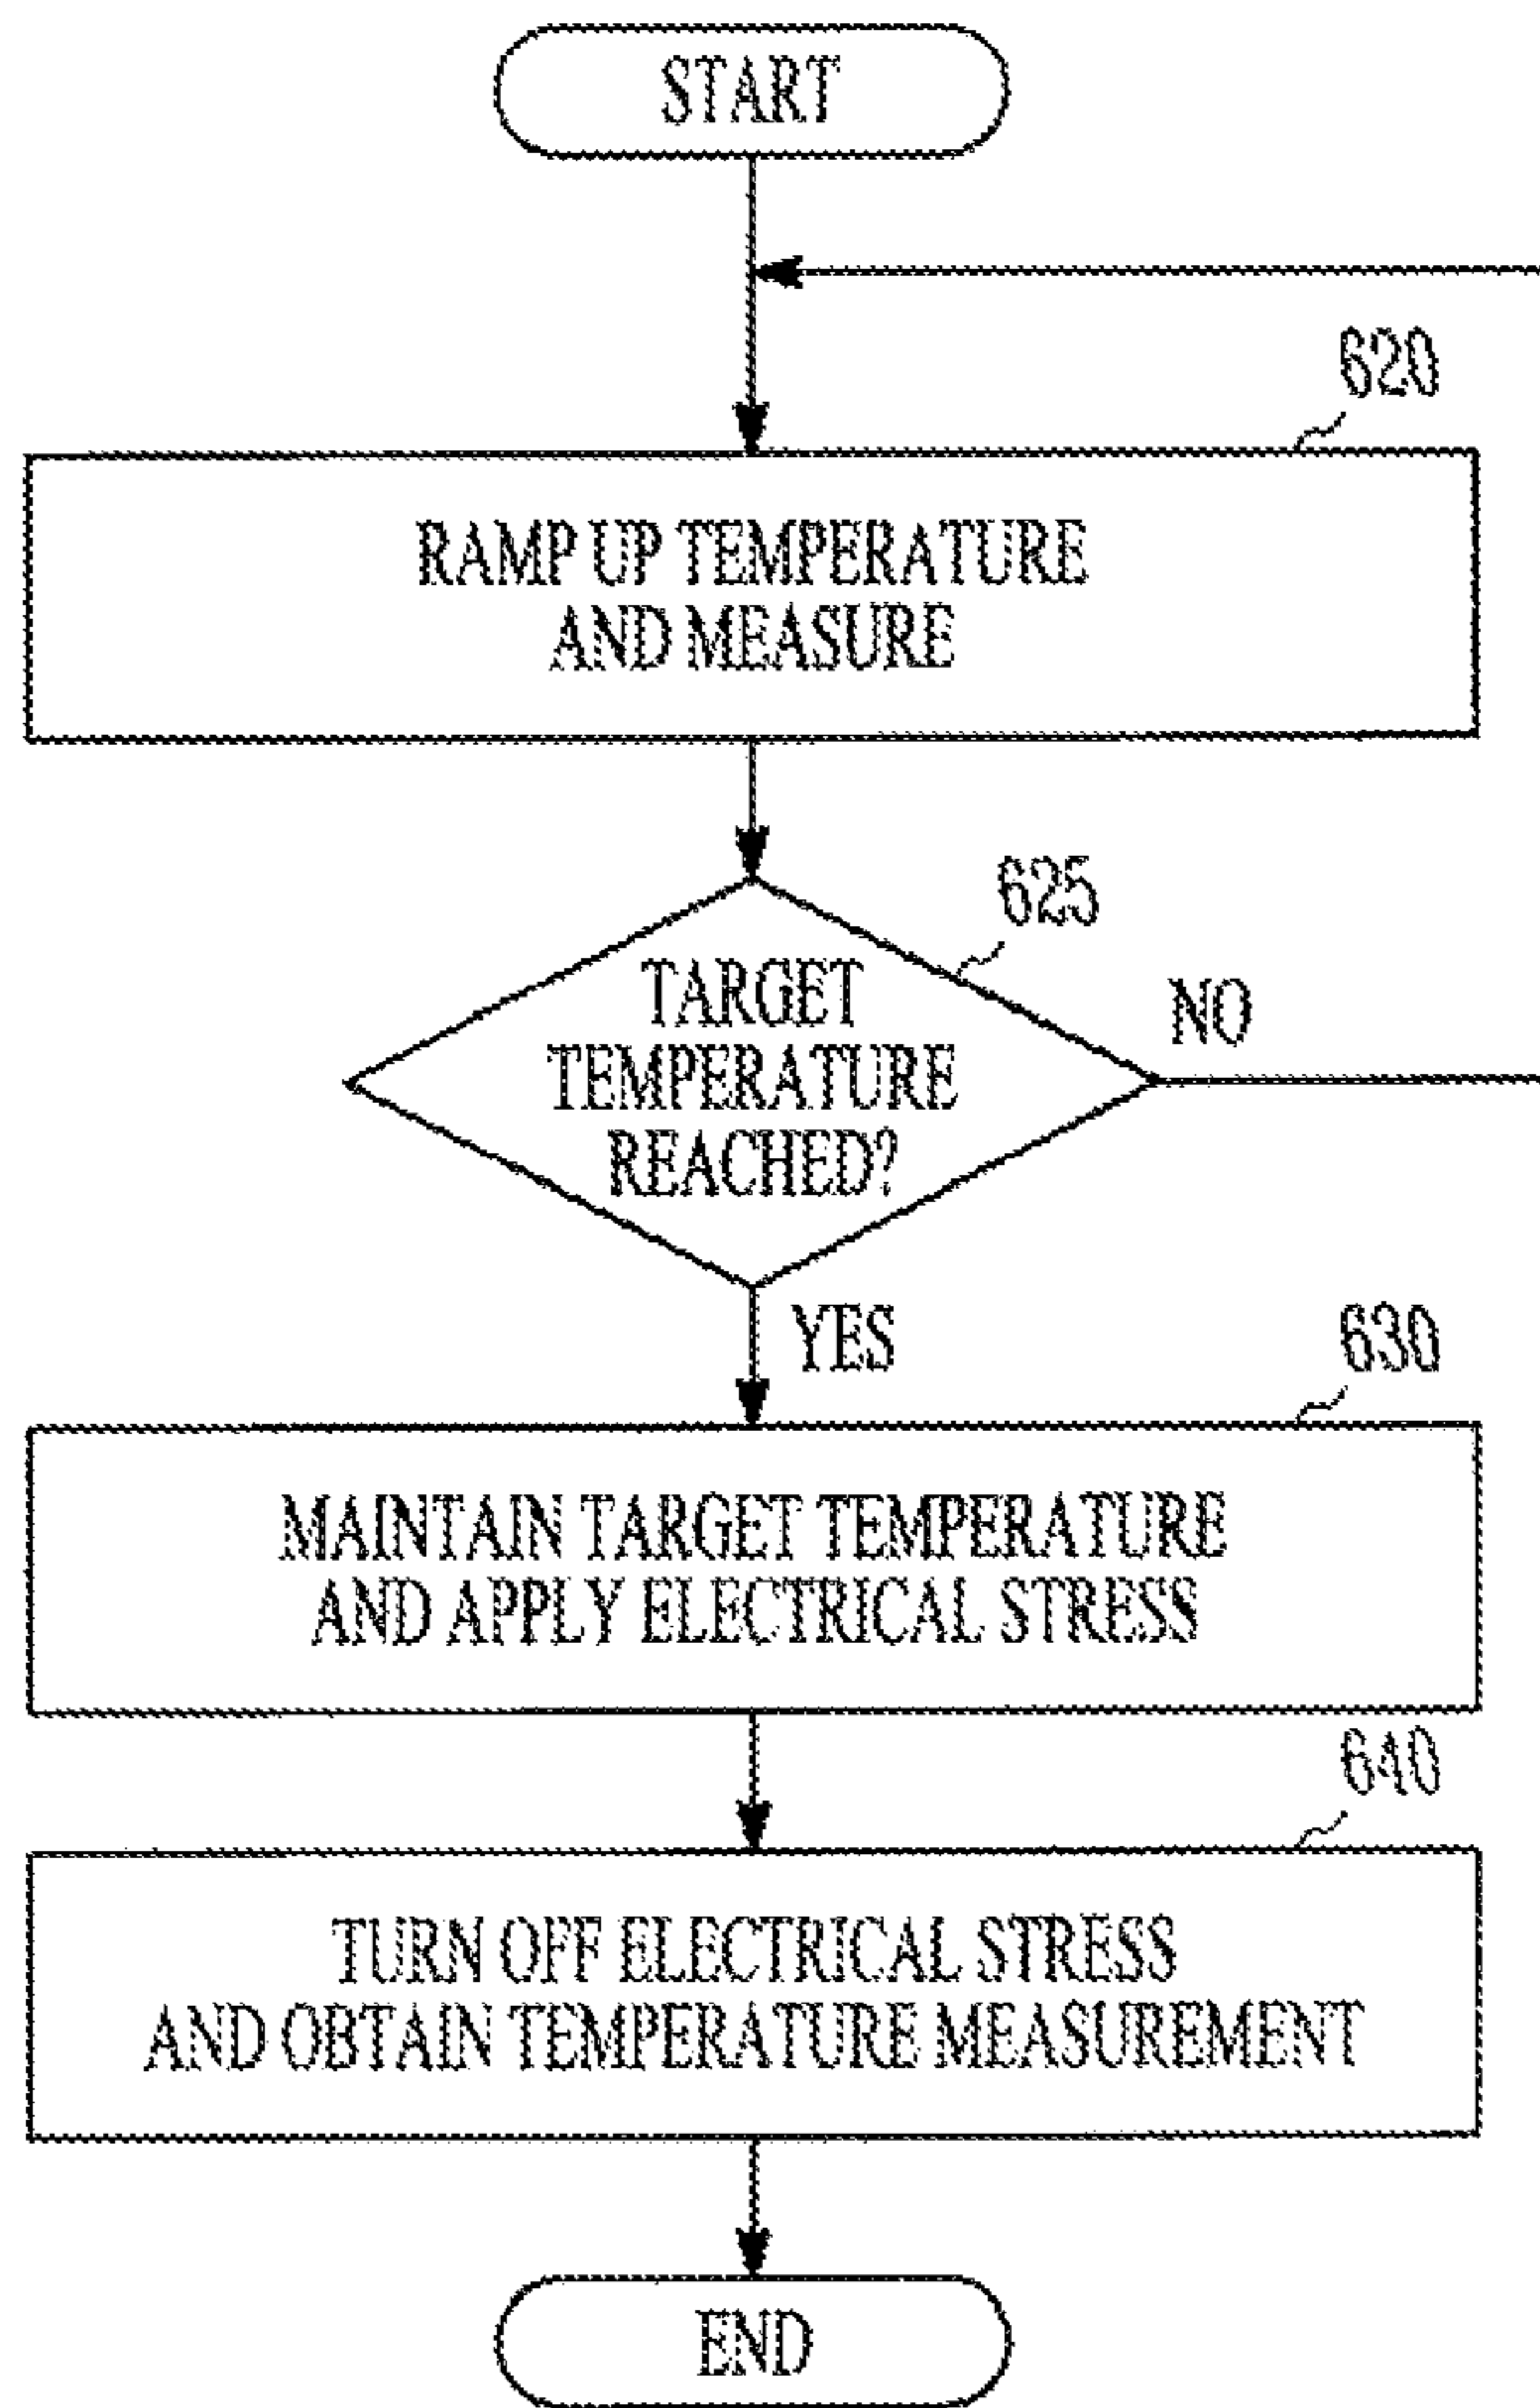 START
620
RAMP UP TEMPERATURE
AND MEASURE
625
TARGET
TEMPERATURE
REACHED?
NO
YES
630
MAINTAIN TARGET TEMPERATURE
AND APPLY ELECTRICAL STRESS
640
TURN OFF ELECTRICAL STRESS
AND OBTAIN TEMPERATURE MEASUREMENT
END